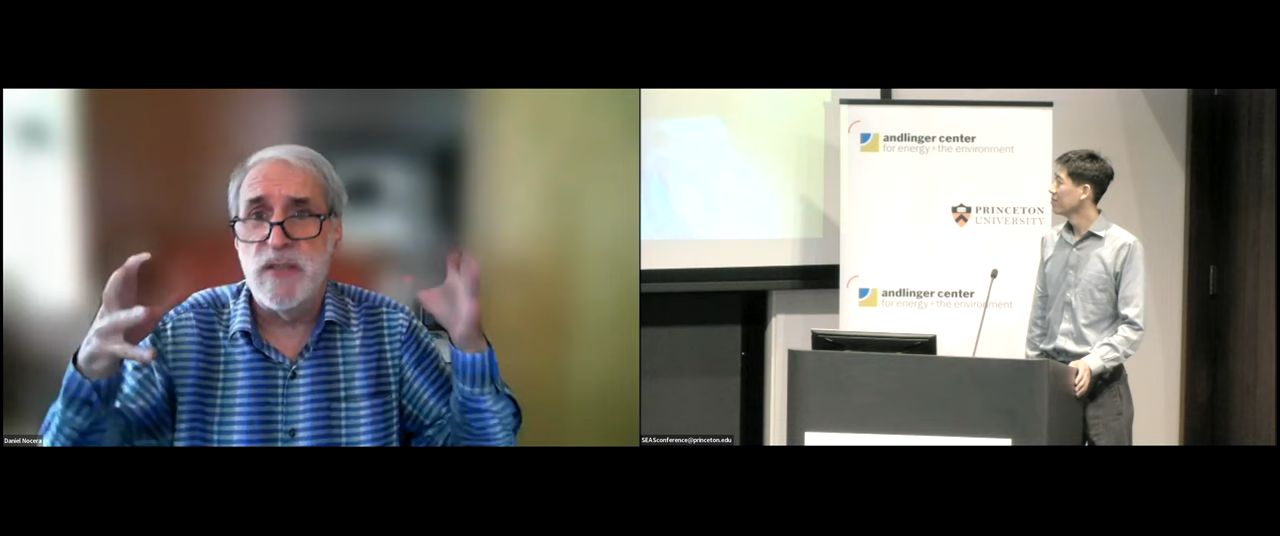 andlinger center
for energy+the environment
PRINCETON
UNIVERSITY
andlinger center
for energy+the environment
Daniel Nocera
SEASconference@princeton.edu